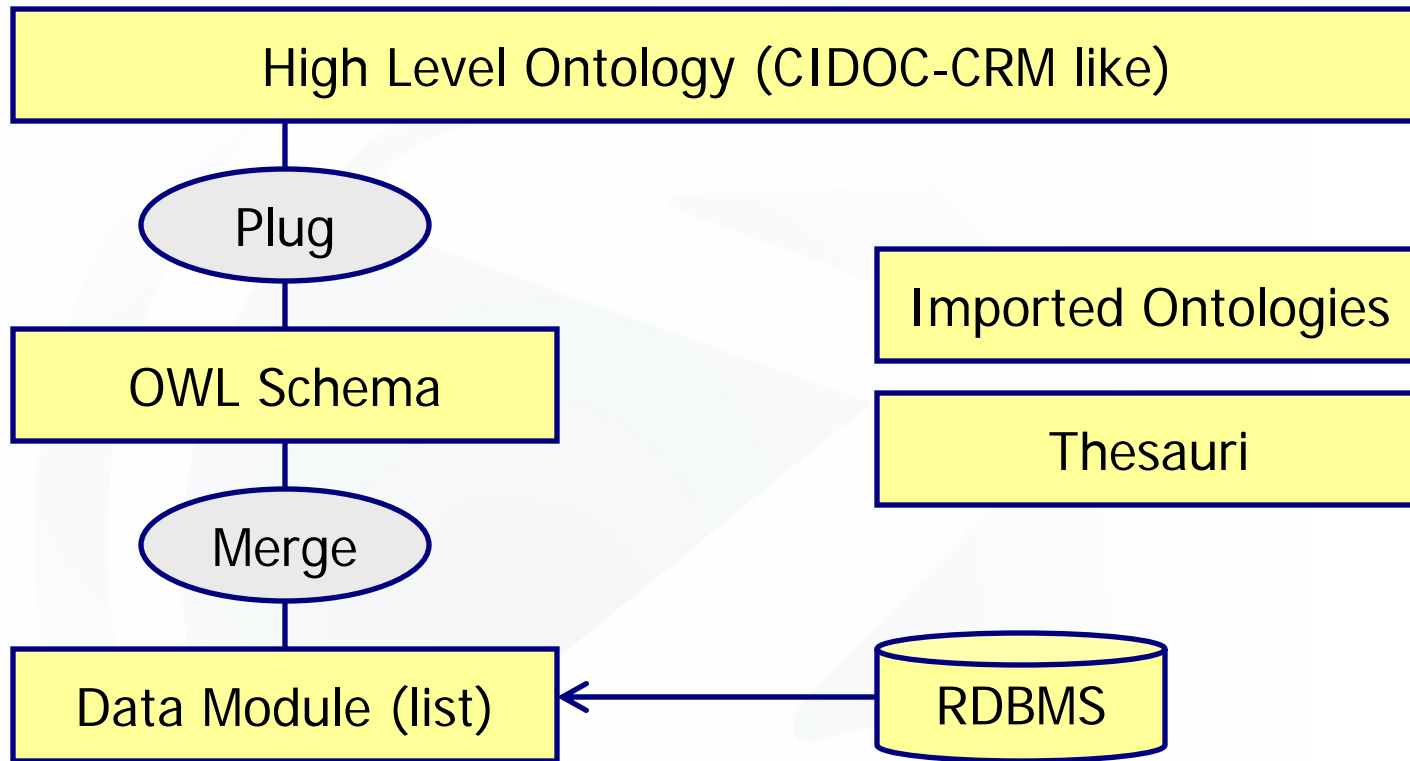 High Level Ontology (CIDOC-CRM like)
Plug
Imported Ontologies
OWL Schema
Thesauri
Merge
Data Module (list)
RDBMS